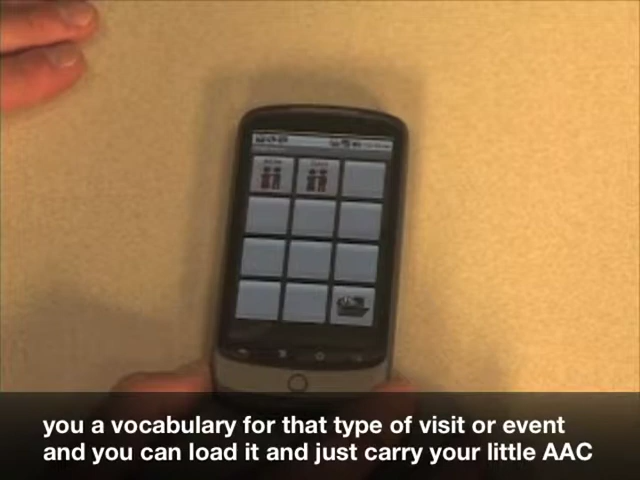 you a vocabulary for that type of visit or event
and you can load it and just carry your little AAC